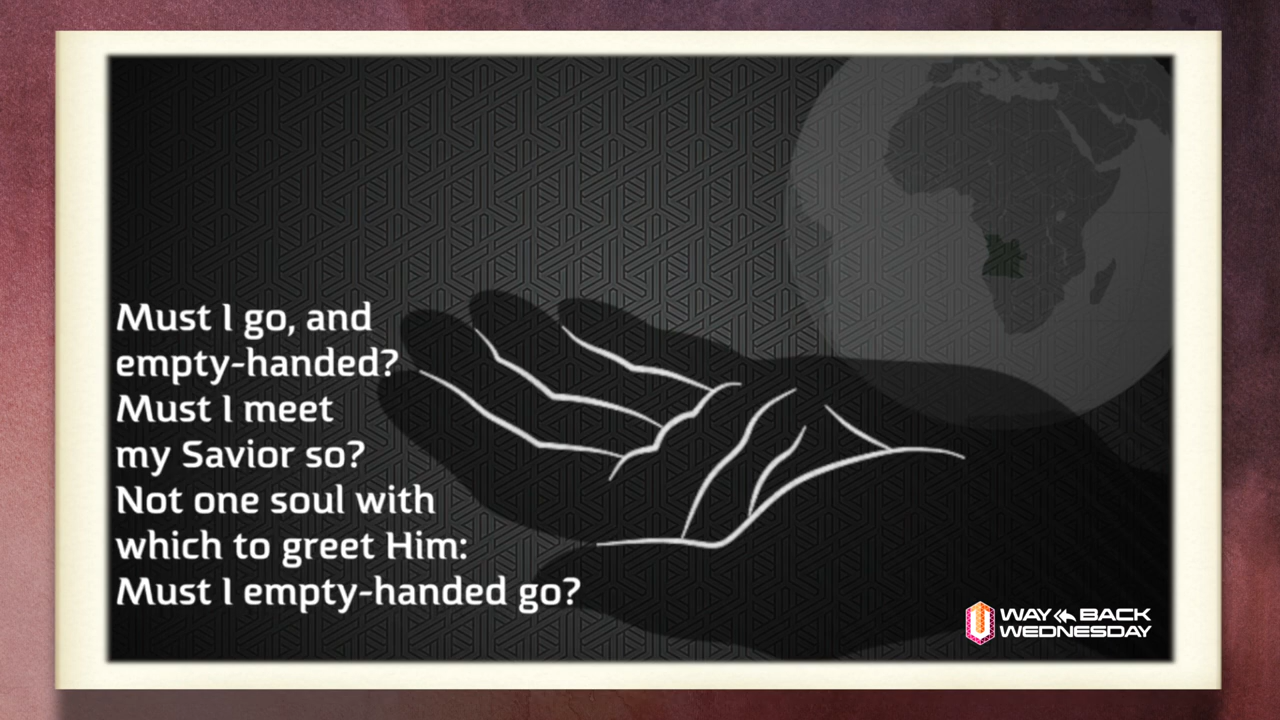 Must I go, and
empty-handed?
Must I meet
my Savior so?
Not one soul with
which to greet Him:
Must I empty-handed go?
WAY BACK
WEDNESDAY